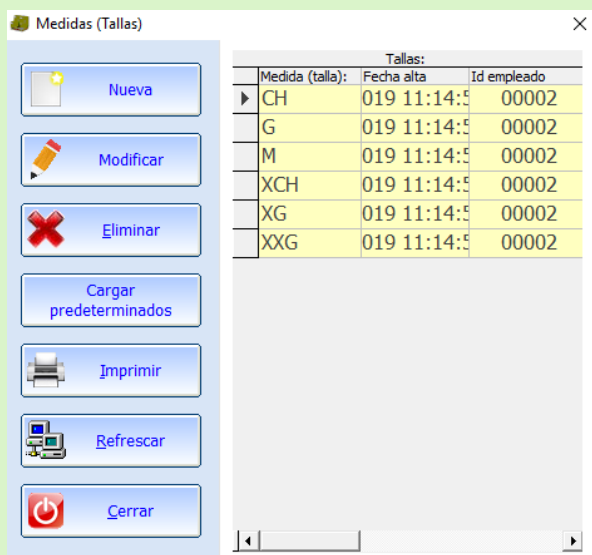 Medidas (Tallas)
Nueva
Modificar
Eliminar
Cargar
predeterminados
Imprimir
Refrescar
Cerrar
Tallas:
Medida (talla): Fecha alta Id empleado
CH 019 11:14:5 00002
G 019 11:14:5 00002
M 019 11:14:5 00002
XCH 019 11:14:5 00002
XG 019 11:14:5 00002
XXG 019 11:14:5 00002